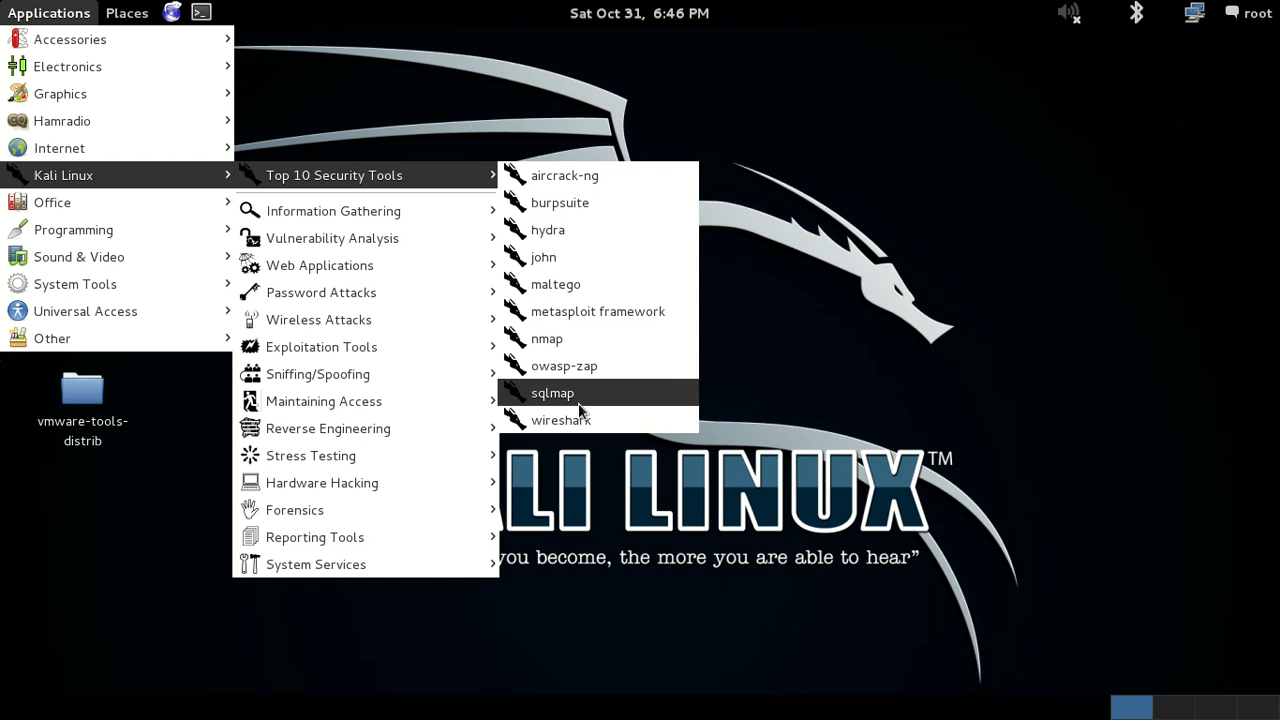 Applications Places Sat Oct 31, 6:46 PM root
Accessories
Electronics
Graphics
Hamradio
Internet
Kali Linux
Office
Programming
Sound & Video
System Tools
Universal Access
Other
Top 10 Security Tools
Information Gathering
Vulnerability Analysis
Web Applications
Password Attacks
Wireless Attacks
Exploitation Tools
Sniffing/Spoofing
Maintaining Access
Reverse Engineering
Stress Testing
Hardware Hacking
Forensics
Reporting Tools
System Services
aircrack-ng
burpsuite
hydra
john
maltego
metasploit framework
nmap
owasp-zap
sqlmap
wireshark
vmware-tools-
distrib
ALI LINUX™
you become, the more you are able to hear”